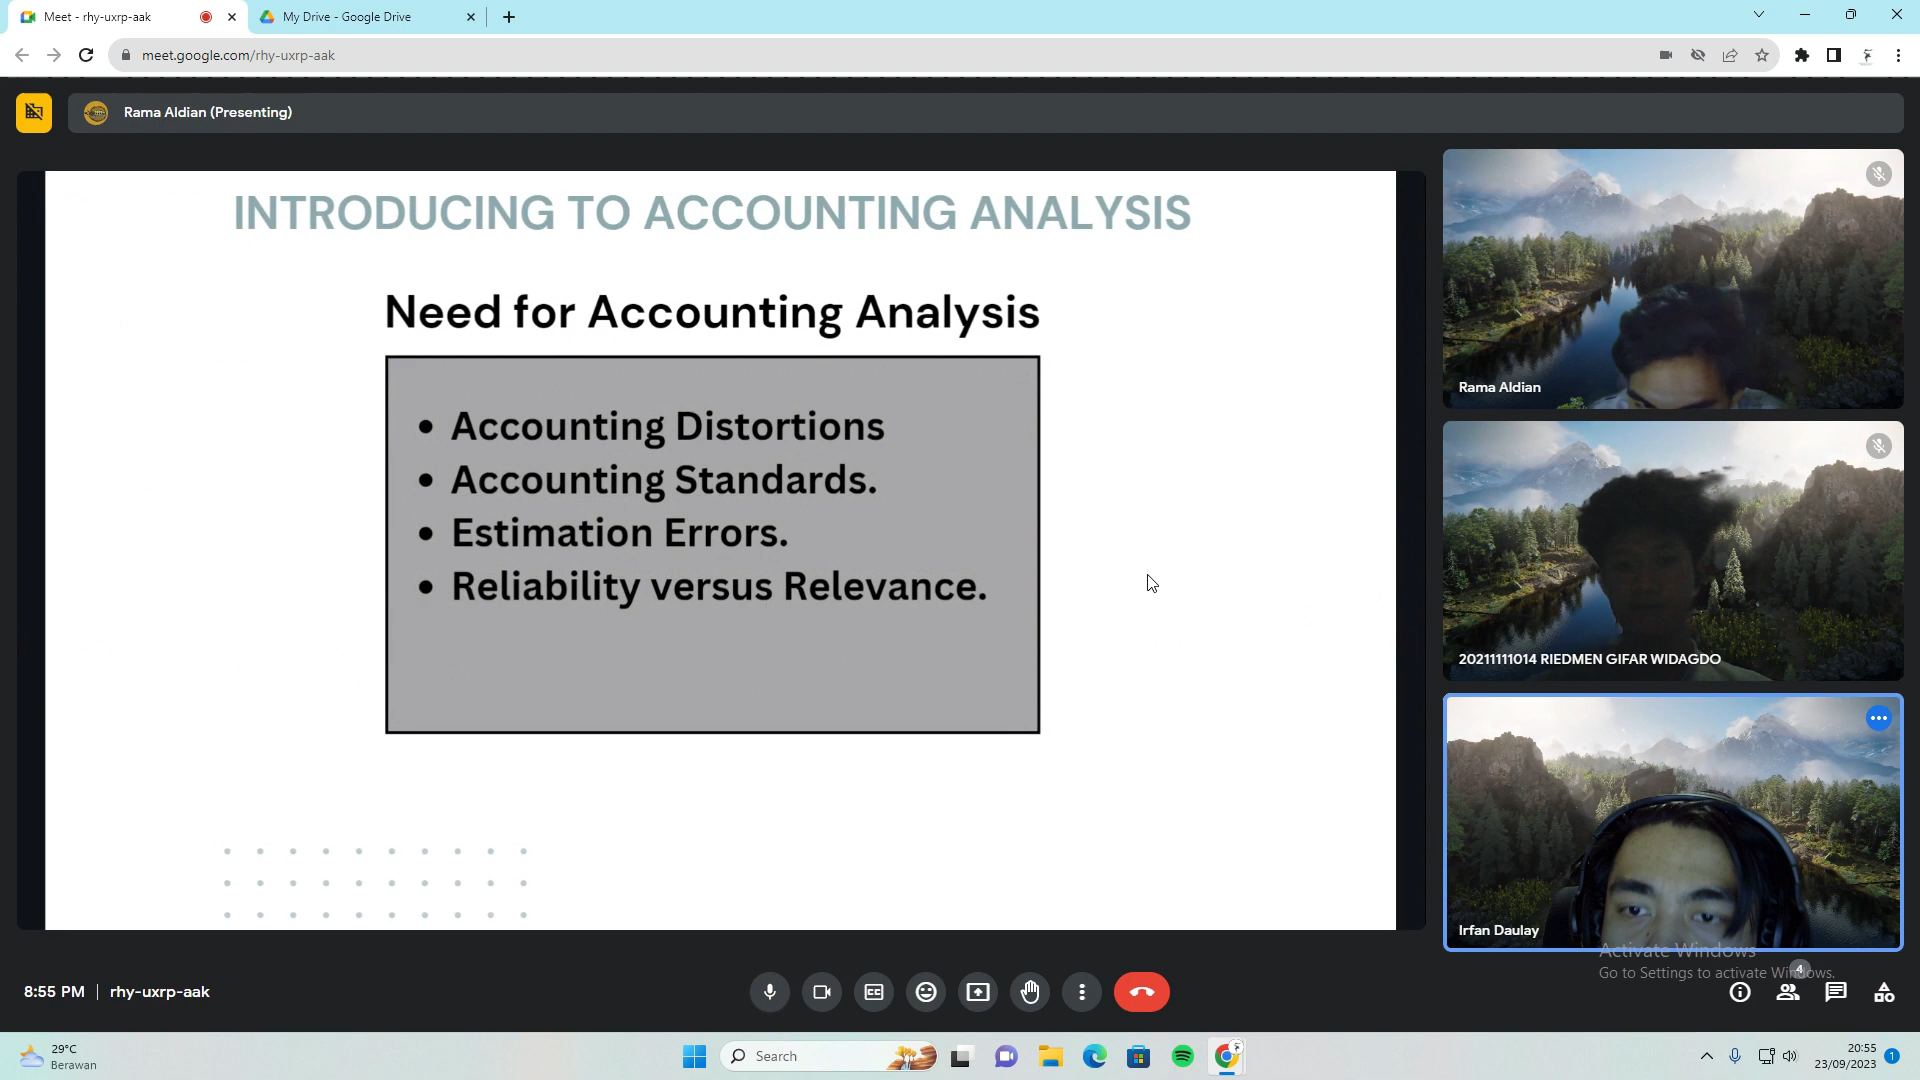 Meet - rhy-uxrp-aak
My Drive - Google Drive
meet.google.com/rhy-uxrp-aak
Rama Aldian (Presenting)
INTRODUCING TO ACCOUNTING ANALYSIS
Need for Accounting Analysis
• Accounting Distortions
• Accounting Standards.
• Estimation Errors.
• Reliability versus Relevance.
Rama Aldian
20211111014 RIEDMEN GIFAR WIDAGDO
Irfan Daulay
Activate Windows
Go to Settings to activate Windows.
4
8:55 PM | rhy-uxrp-aak
29°C
Berawan
Search
20:55
23/09/2023
1